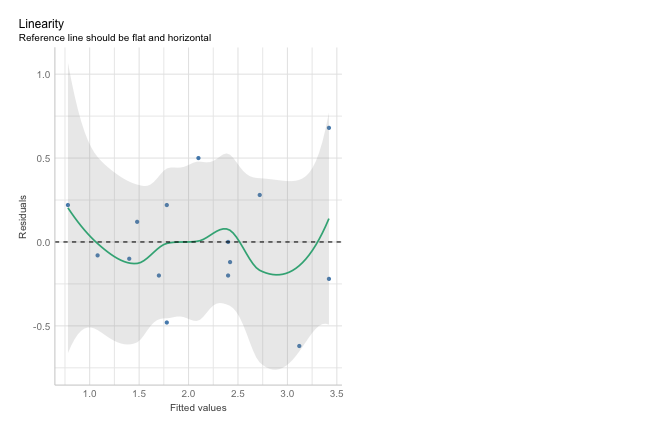 Linearity
Reference line should be flat and horizontal
1.0
0.5
0.0
-0.5
Residuals
1.0 1.5 2.0 2.5 3.0 3.5
Fitted values